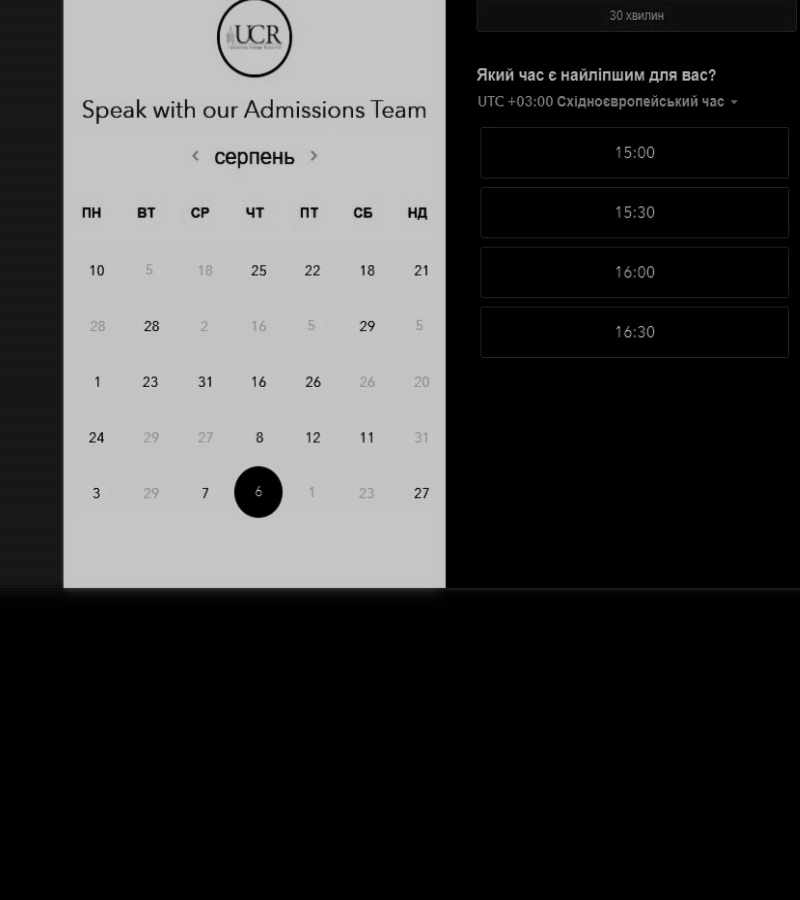 UCR
Speak with our Admissions Team
серпень
ПН ВТ СР ЧТ ПТ СБ НД
10 5 18 25 22 18 21
28 28 2 16 5 29 5
1 23 31 16 26 26 20
24 29 27 8 12 11 31
3 29 7 6 1 23 27
30 хвилин
Який час є найліпшим для вас?
UTC +03:00 Східноєвропейський час
15:00
15:30
16:00
16:30